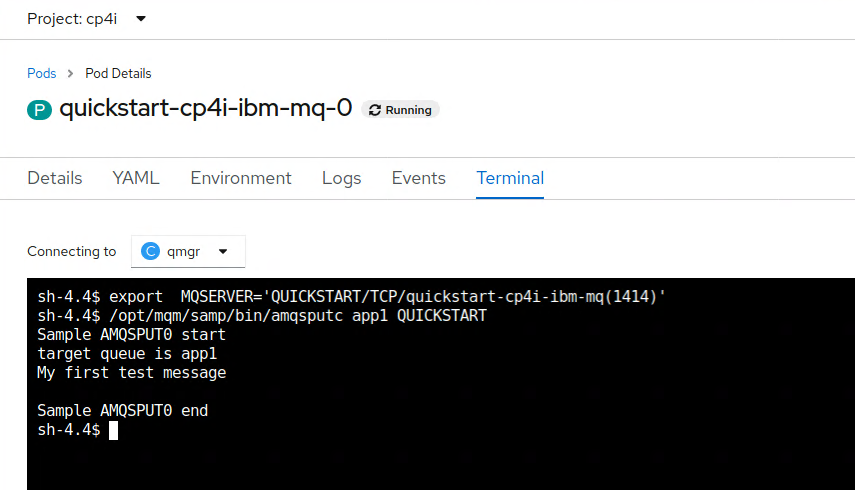 Project: cp4i
Pods > Pod Details
P quickstart-cp4i-ibm-mq-0 Running
Details YAML Environment Logs Events Terminal
Connecting to C qmgr
sh-4.4$ export  MQSERVER='QUICKSTART/TCP/quickstart-cp4i-ibm-mq(1414)'
sh-4.4$ /opt/mqm/samp/bin/amqsputc app1 QUICKSTART
Sample AMQSPUT0 start
target queue is app1
My first test message
Sample AMQSPUT0 end
sh-4.4$